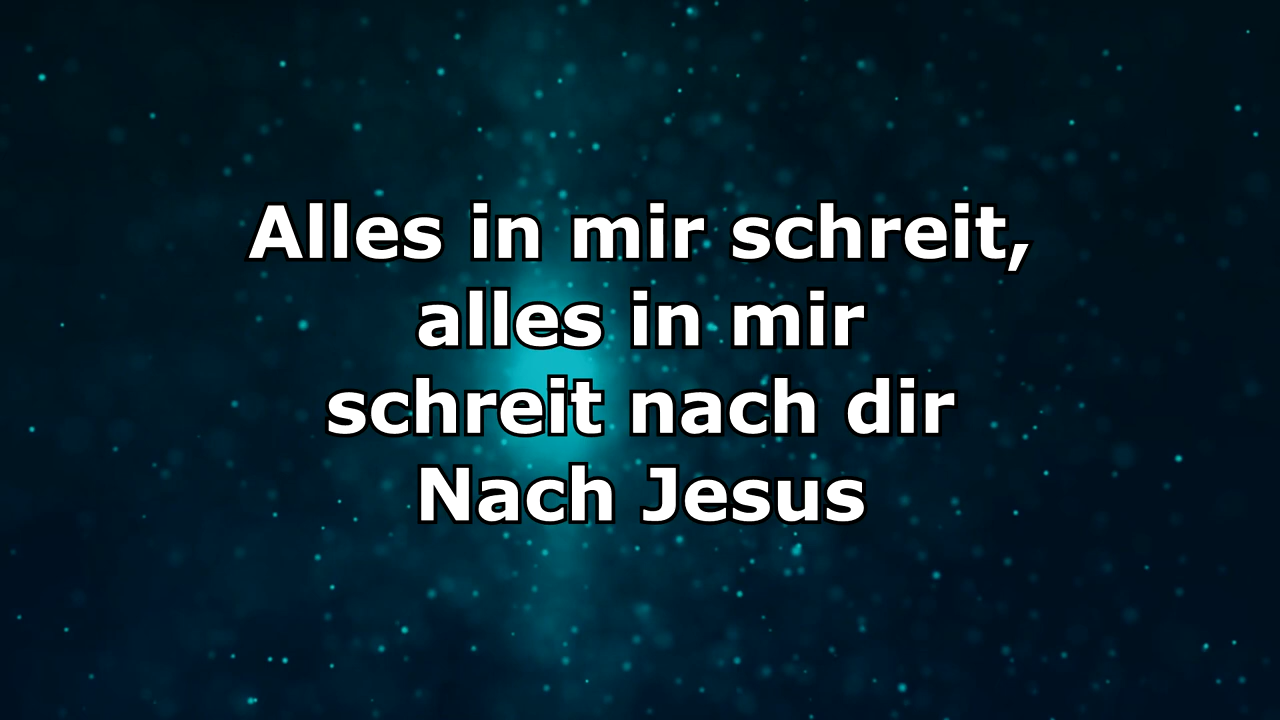 Alles in mir schreit,
alles in mir
schreit nach dir
Nach Jesus